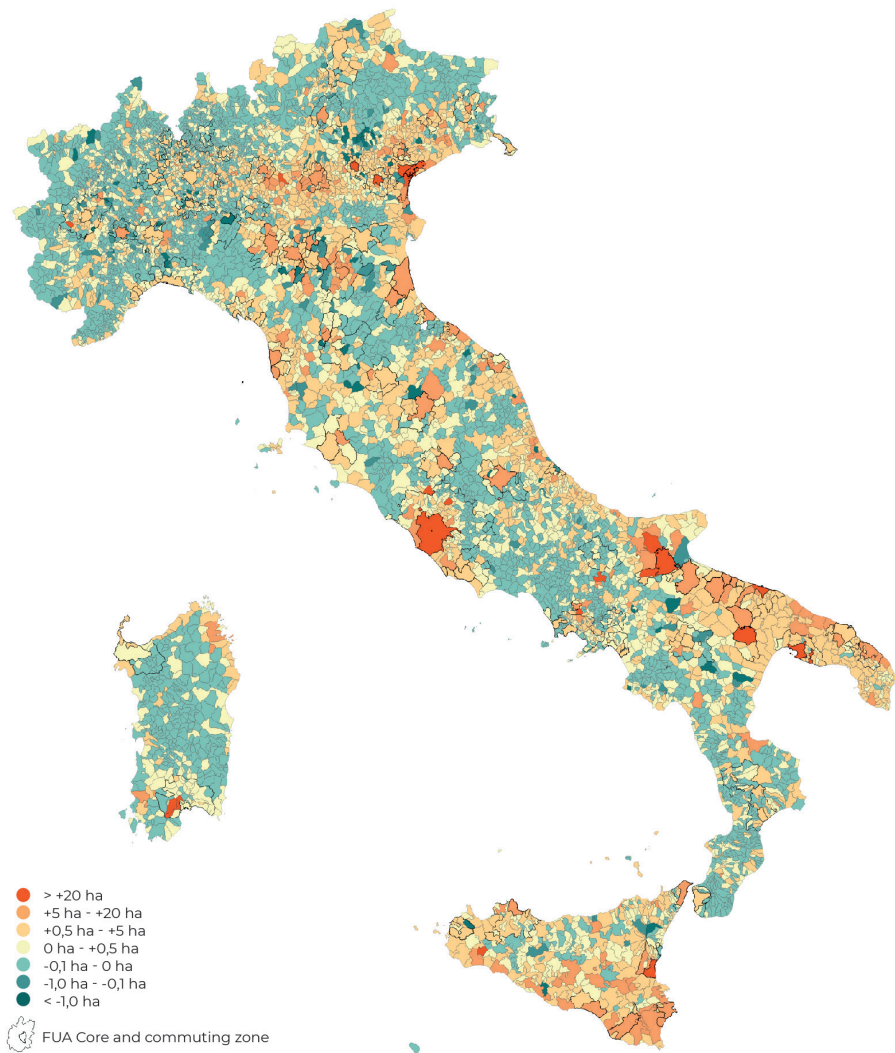 > +20 ha
+5 ha - +20 ha
+0,5 ha - +5 ha
0 ha - +0,5 ha
-0,1 ha - 0 ha
-1,0 ha - -0,1 ha
< -1,0 ha
FUA Core and commuting zone